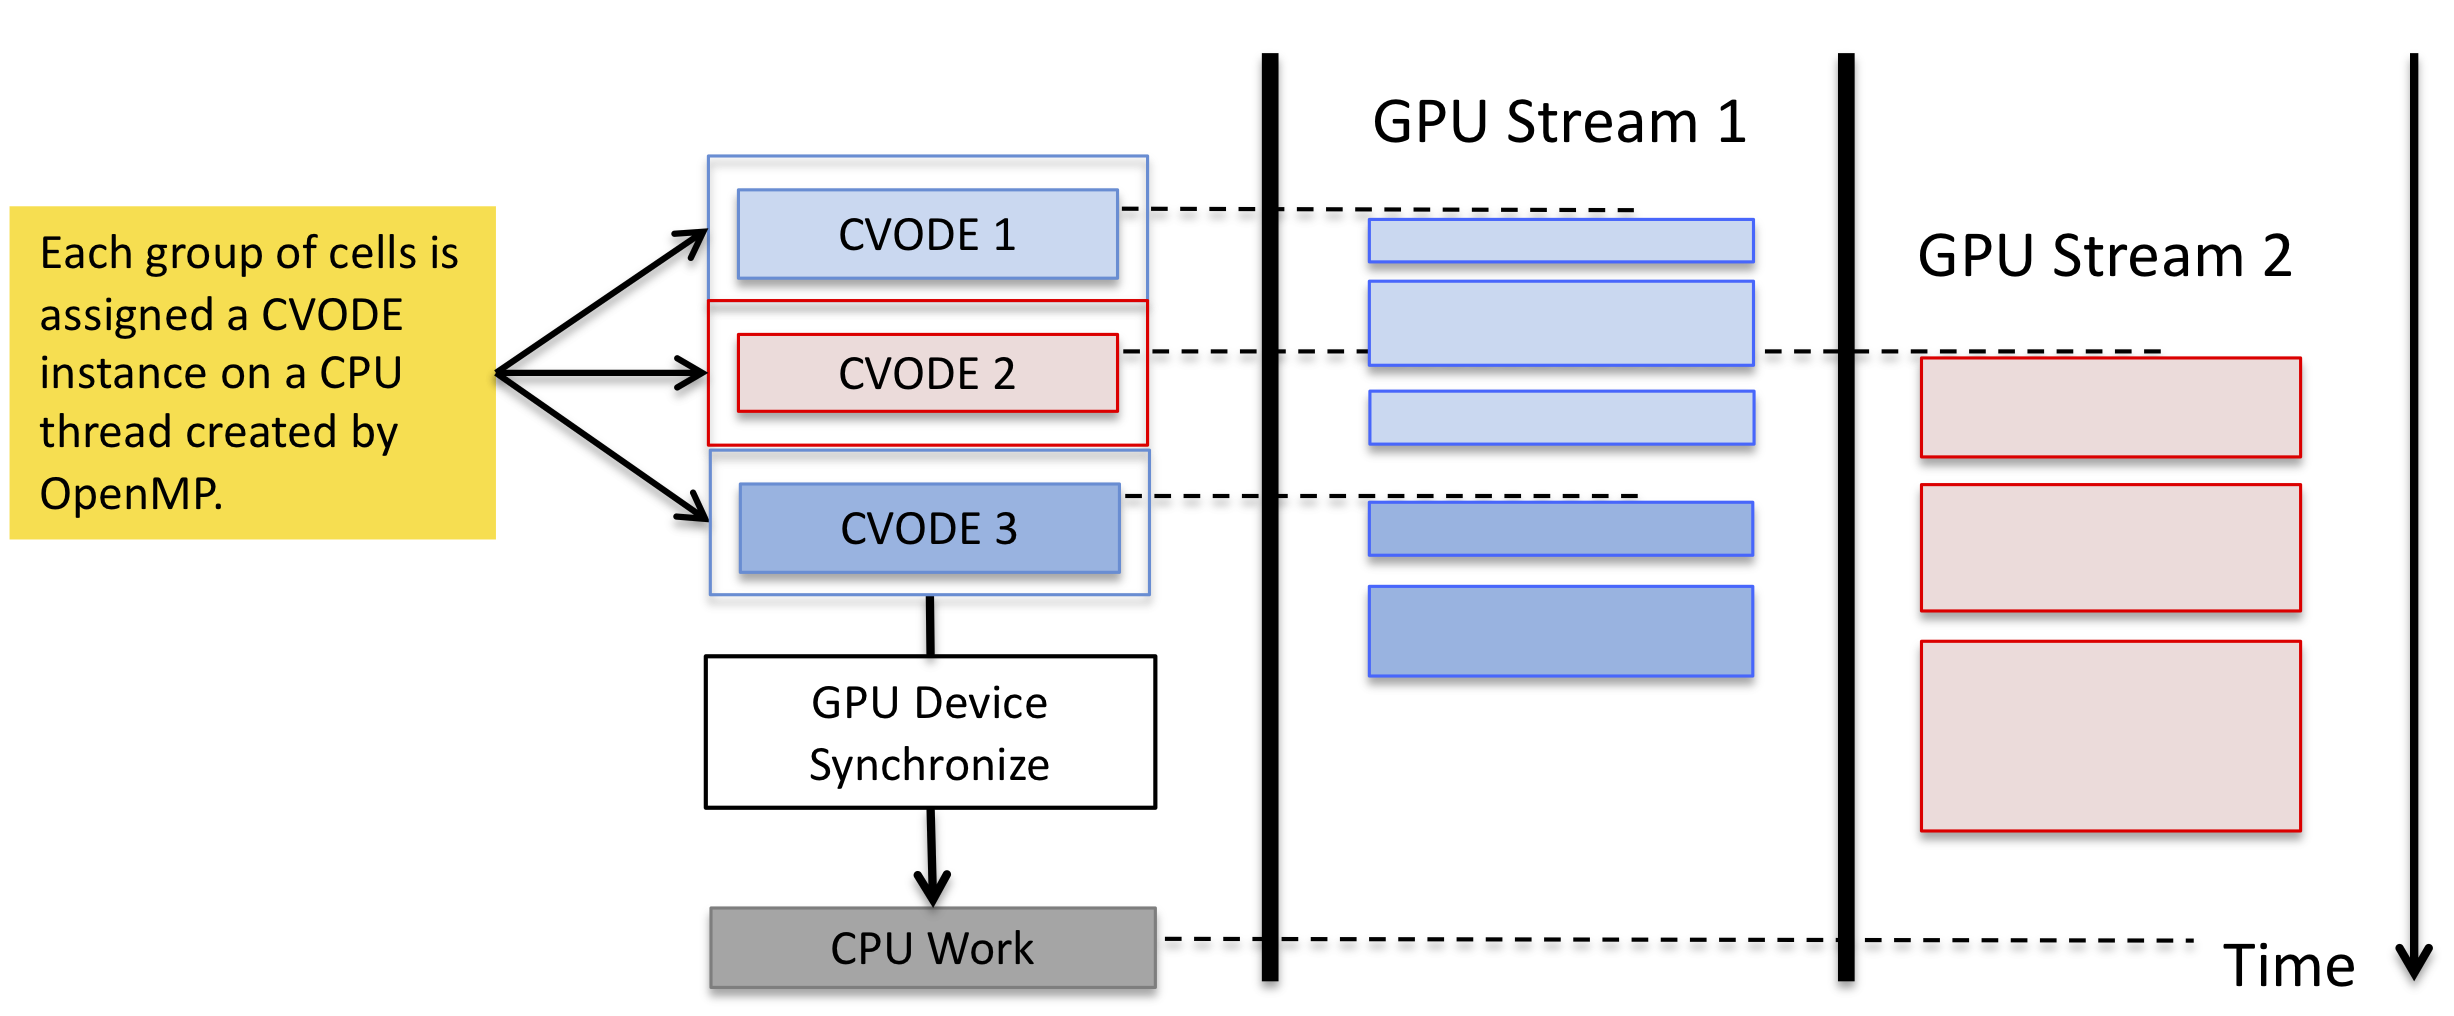 Each group of cells is
assigned a CVODE
instance on a CPU
thread created by
OpenMP.
CVODE 1
CVODE 2
CVODE 3
GPU Device
Synchronize
CPU Work
GPU Stream 1
GPU Stream 2
Time